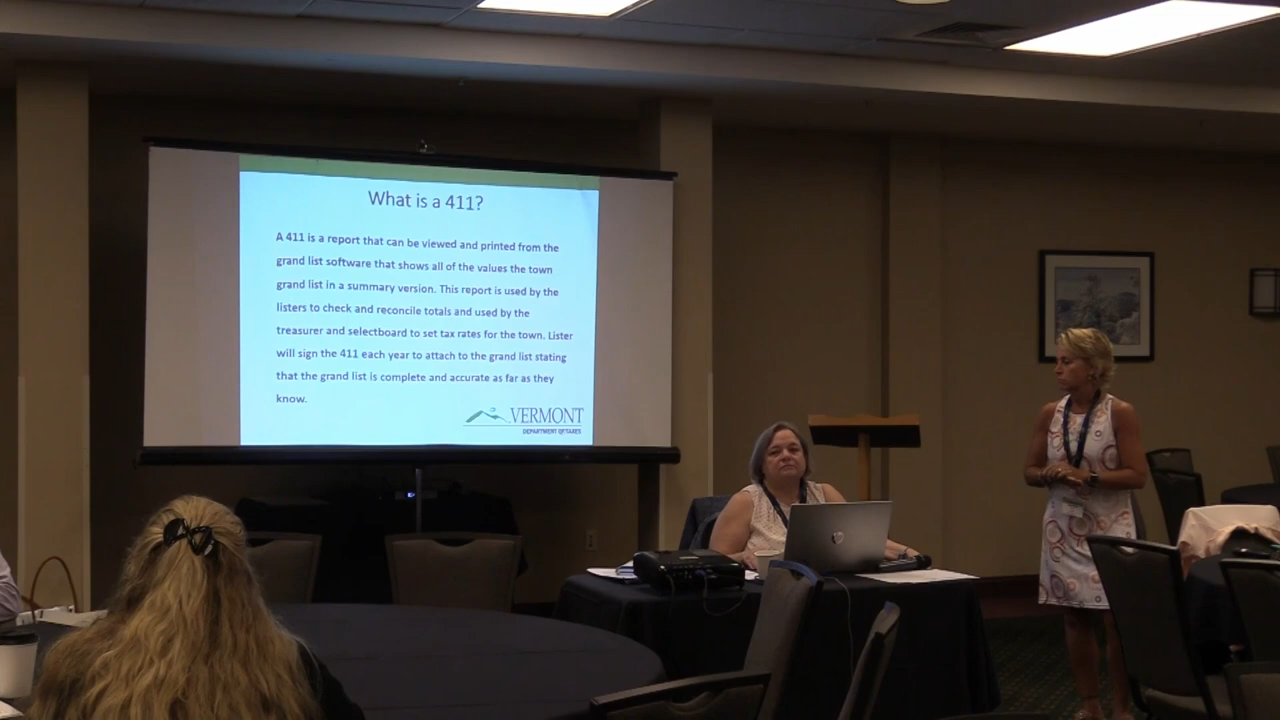 What is a 411?
A 411 is a report that can be viewed and printed from the
grand list software that shows all of the values the town
grand list in a summary version. This report is used by the
listers to check and reconcile totals and used by the
treasurer and selectboard to set tax rates for the town. Lister
will sign the 411 each year to attach to the grand list stating
that the grand list is complete and accurate as far as they
know.
VERMONT
DEPARTMENT OF TAXES
hp